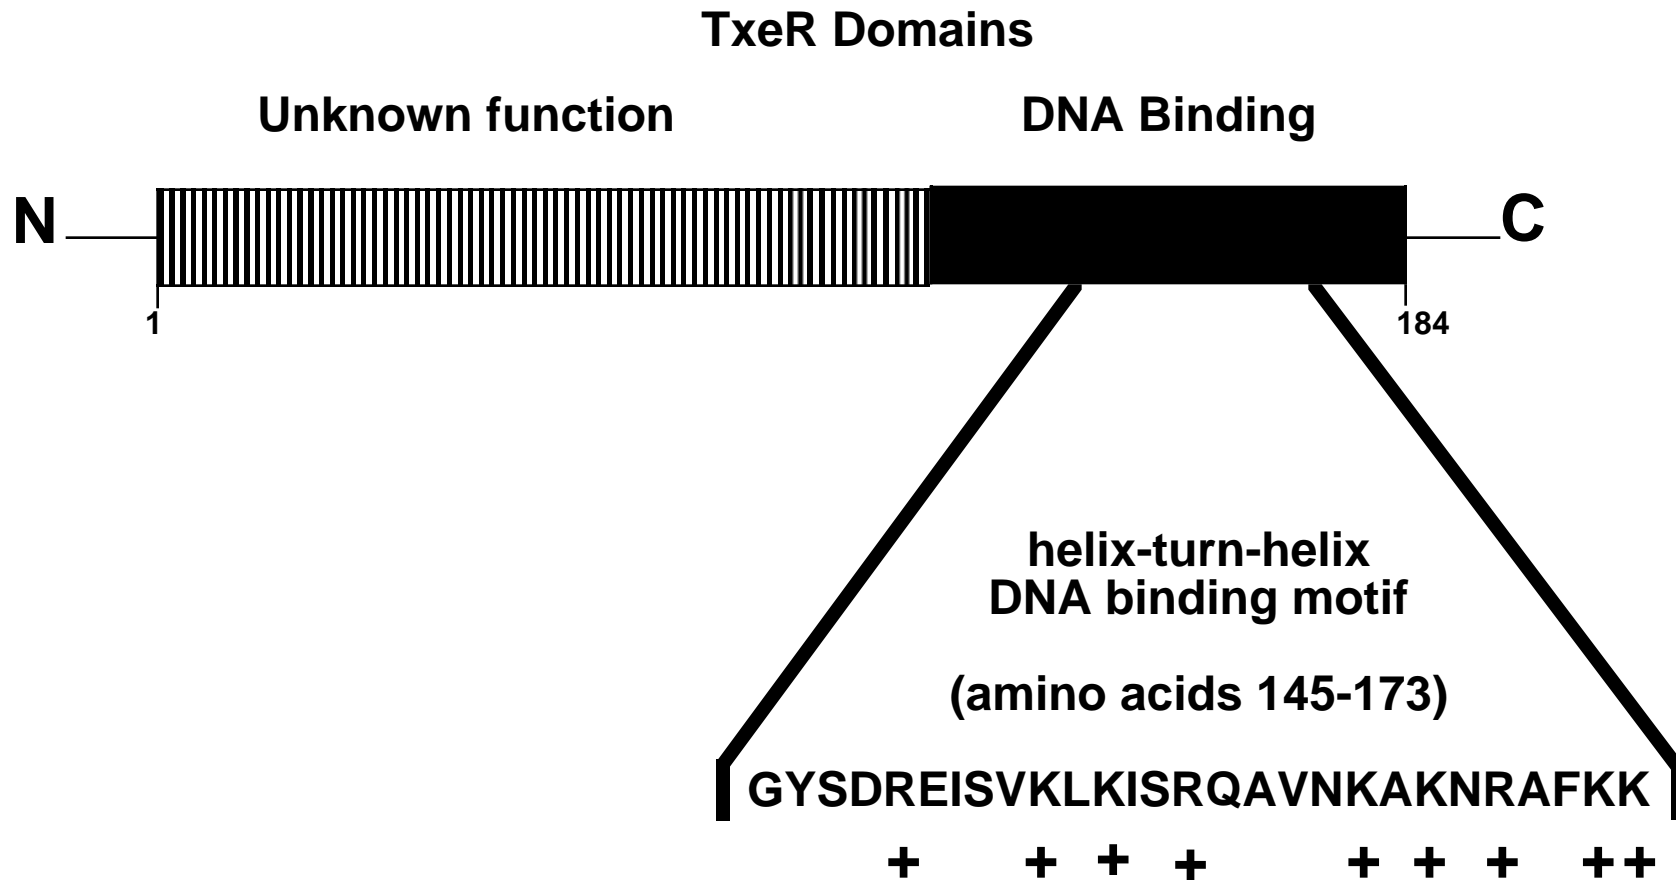 TxeR Domains
Unknown function
DNA Binding
N
C
1
184
helix-turn-helix
DNA binding motif
(amino acids 145-173)
GYSDREISVKLKISRQAVNKAKNRAFKK
+ + + + + + + ++